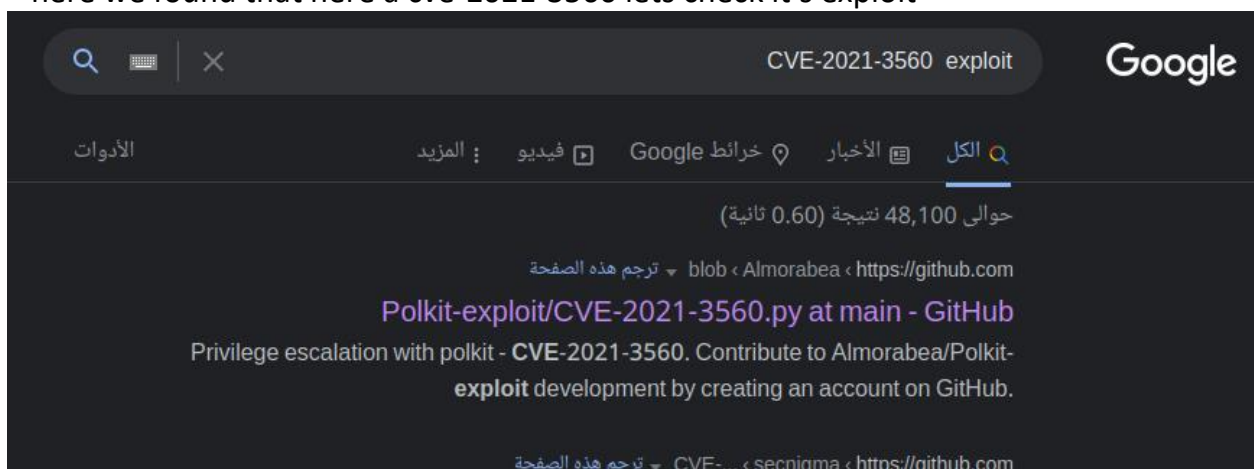 here we found that here a cve-2021-3560 lets check it's exploit
CVE-2021-3560 exploit
Google
الكل
الأخبار
خرائط Google
فيديو
المزيد
الأدوات
حوالى 48,100 نتيجة (0.60 ثانية)
https://github.com › Almorabea › blob ترجم هذه الصفحة
Polkit-exploit/CVE-2021-3560.py at main - GitHub
Privilege escalation with polkit - CVE-2021-3560. Contribute to Almorabea/Polkit-
exploit development by creating an account on GitHub.
https://github.com › secnigma › CVE-... ترجم هذه الصفحة